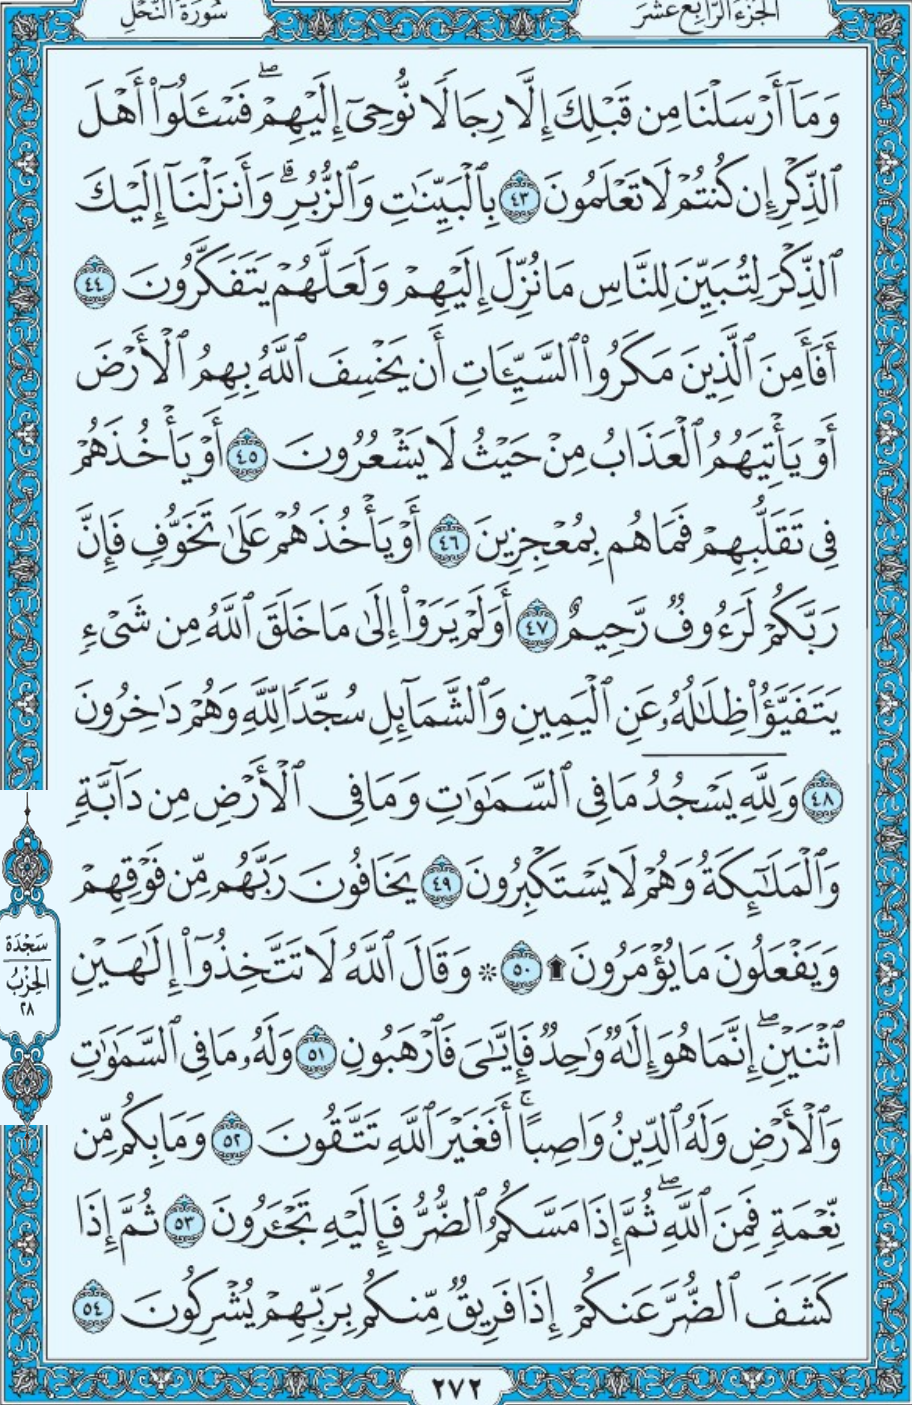 الجزء الرابع عشر
سورة النحل
وَمَآ أَرْسَلْنَا مِن قَبْلِكَ إِلَّا رِجَالًا نُّوحِىٓ إِلَيْهِمْ ۖ فَسْـَٔلُوٓا۟ أَهْلَ
ٱلذِّكْرِ إِن كُنتُمْ لَا تَعْلَمُونَ ٤٣ بِٱلْبَيِّنَـٰتِ وَٱلزُّبُرِ ۗ وَأَنزَلْنَآ إِلَيْكَ
ٱلذِّكْرَ لِتُبَيِّنَ لِلنَّاسِ مَا نُزِّلَ إِلَيْهِمْ وَلَعَلَّهُمْ يَتَفَكَّرُونَ ٤٤
أَفَأَمِنَ ٱلَّذِينَ مَكَرُوا۟ ٱلسَّيِّـَٔاتِ أَن يَخْسِفَ ٱللَّهُ بِهِمُ ٱلْأَرْضَ
أَوْ يَأْتِيَهُمُ ٱلْعَذَابُ مِنْ حَيْثُ لَا يَشْعُرُونَ ٤٥ أَوْ يَأْخُذَهُمْ
فِى تَقَلُّبِهِمْ فَمَا هُم بِمُعْجِزِينَ ٤٦ أَوْ يَأْخُذَهُمْ عَلَىٰ تَخَوُّفٍ فَإِنَّ
رَبَّكُمْ لَرَءُوفٌ رَّحِيمٌ ٤٧ أَوَلَمْ يَرَوْا۟ إِلَىٰ مَا خَلَقَ ٱللَّهُ مِن شَىْءٍ
يَتَفَيَّؤُا۟ ظِلَـٰلُهُۥ عَنِ ٱلْيَمِينِ وَٱلشَّمَآئِلِ سُجَّدًا لِّلَّهِ وَهُمْ دَٰخِرُونَ
٤٨ وَلِلَّهِ يَسْجُدُ مَا فِى ٱلسَّمَـٰوَٰتِ وَمَا فِى ٱلْأَرْضِ مِن دَآبَّةٍ
وَٱلْمَلَـٰٓئِكَةُ وَهُمْ لَا يَسْتَكْبِرُونَ ٤٩ يَخَافُونَ رَبَّهُم مِّن فَوْقِهِمْ
وَيَفْعَلُونَ مَا يُؤْمَرُونَ ۩ ٥٠ * وَقَالَ ٱللَّهُ لَا تَتَّخِذُوٓا۟ إِلَـٰهَيْنِ
ٱثْنَيْنِ ۖ إِنَّمَا هُوَ إِلَـٰهٌ وَٰحِدٌ فَإِيَّـٰىَ فَٱرْهَبُونِ ٥١ وَلَهُۥ مَا فِى ٱلسَّمَـٰوَٰتِ
وَٱلْأَرْضِ وَلَهُ ٱلدِّينُ وَاصِبًا ۚ أَفَغَيْرَ ٱللَّهِ تَتَّقُونَ ٥٢ وَمَا بِكُم مِّن
نِّعْمَةٍ فَمِنَ ٱللَّهِ ۖ ثُمَّ إِذَا مَسَّكُمُ ٱلضُّرُّ فَإِلَيْهِ تَجْـَٔرُونَ ٥٣ ثُمَّ إِذَا
كَشَفَ ٱلضُّرَّ عَنكُمْ إِذَا فَرِيقٌ مِّنكُم بِرَبِّهِمْ يُشْرِكُونَ ٥٤
سَجْدَة
الحِزْبُ
٢٨
٢٧٢